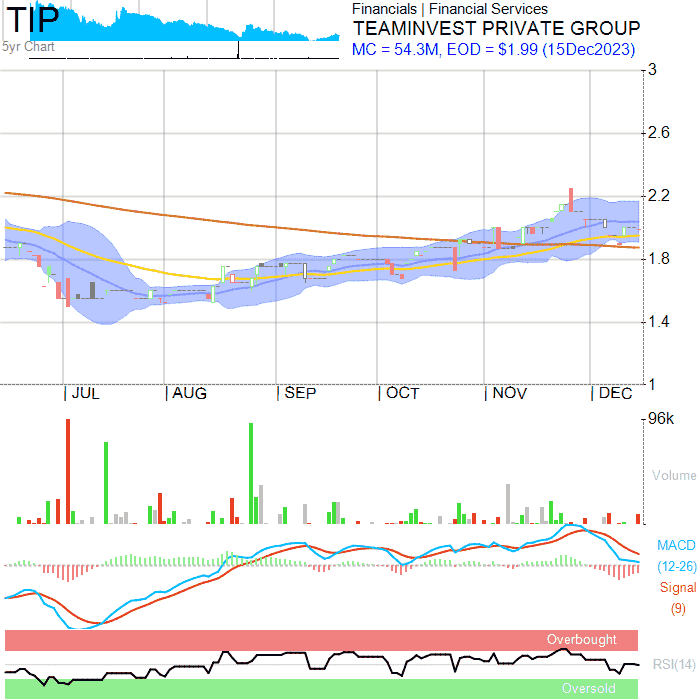 TIP
5yr Chart
Financials | Financial Services
TEAMINVEST PRIVATE GROUP
MC = 54.3M, EOD = $1.99 (15Dec2023)
3
2.6
2.2
1.8
1.4
1
| JUL | AUG | SEP | OCT | NOV | DEC
96k
Volume
MACD
(12-26)
Signal
(9)
Overbought
RSI(14)
Oversold